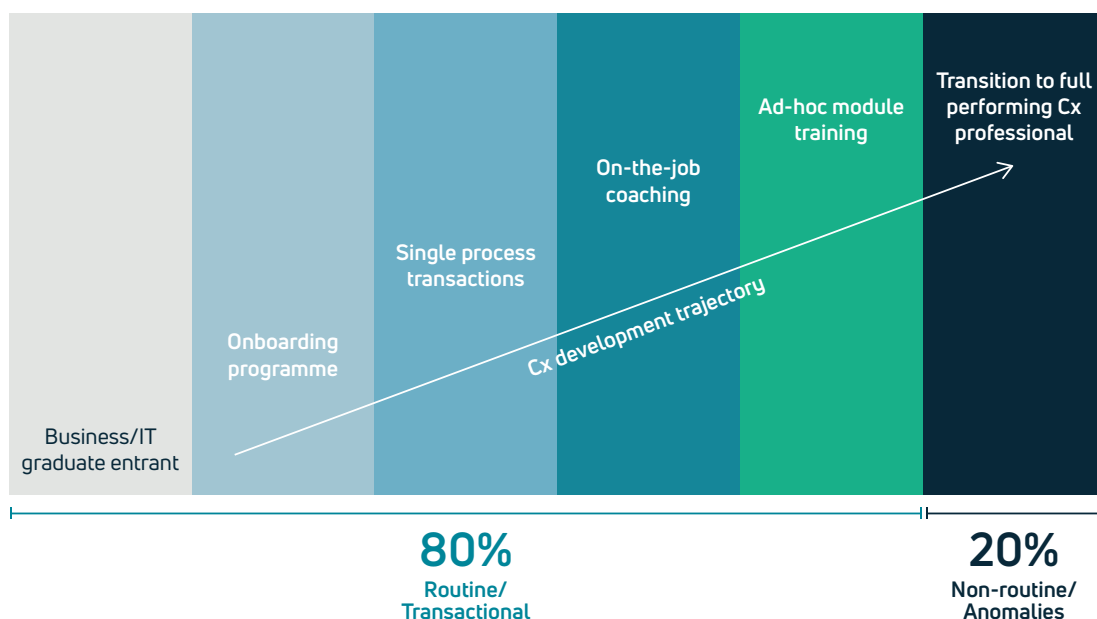 Business/IT
graduate entrant
Onboarding
programme
Single process
transactions
On-the-job
coaching
Ad-hoc module
training
Transition to full
performing Cx
professional
Cx development trajectory
80%
Routine/
Transactional
20%
Non-routine/
Anomalies